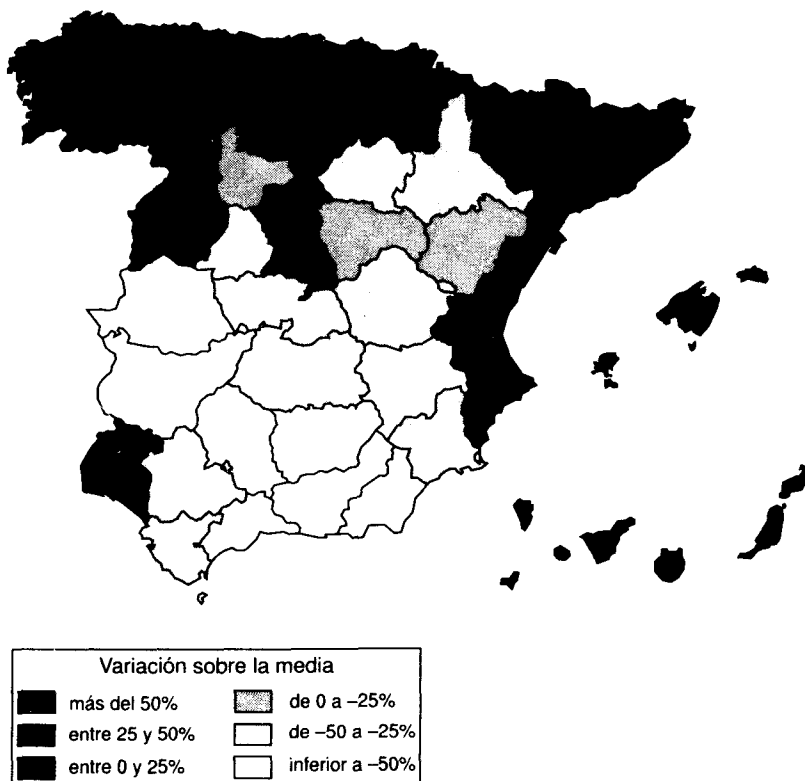 Variación sobre la media
más del 50%
entre 25 y 50%
entre 0 y 25%
de 0 a –25%
de –50 a –25%
inferior a –50%